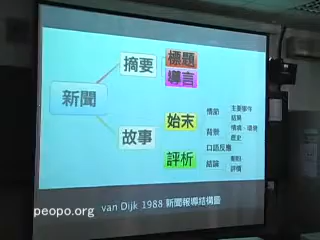 新聞
摘要
標題
導言
故事
始末
情節
主要事件
結果
背景
情境、環境
歷史
評析
口語反應
結論
期盼
評價
van Dijk 1988 新聞報導結構圖
peopo.org